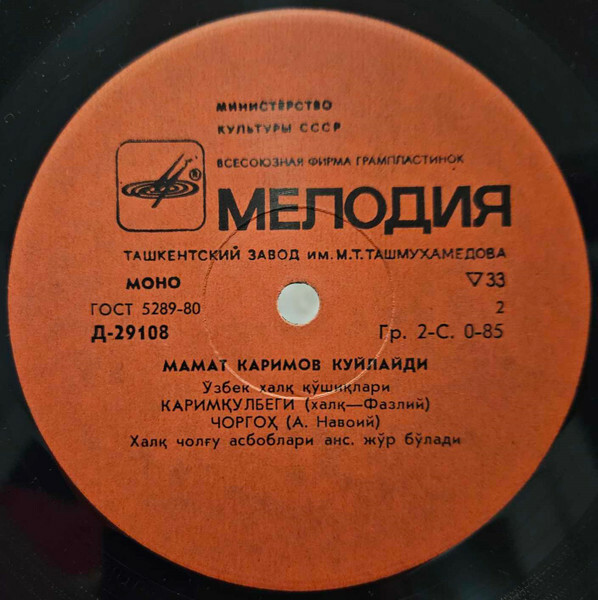 МИНИСТЕРСТВО
КУЛЬТУРЫ СССР
ВСЕСОЮЗНАЯ ФИРМА ГРАМПЛАСТИНОК
®
МЕЛОДИЯ
ТАШКЕНТСКИЙ ЗАВОД ИМ. М.Т. ТАШМУХАМЕДОВА
МОНО ▽33
ГОСТ 5289-80 2
Д-29108 Гр. 2-С. 0-85
МАМАТ КАРИМОВ КУЙЛАЙДИ
Ўзбек халқ қўшиқлари
КАРИМҚУЛБЕГИ (халқ—Фазлий)
ЧОРГОҲ (А. Навоий)
Халқ чолғу асбоблари анс. жўр бўлади